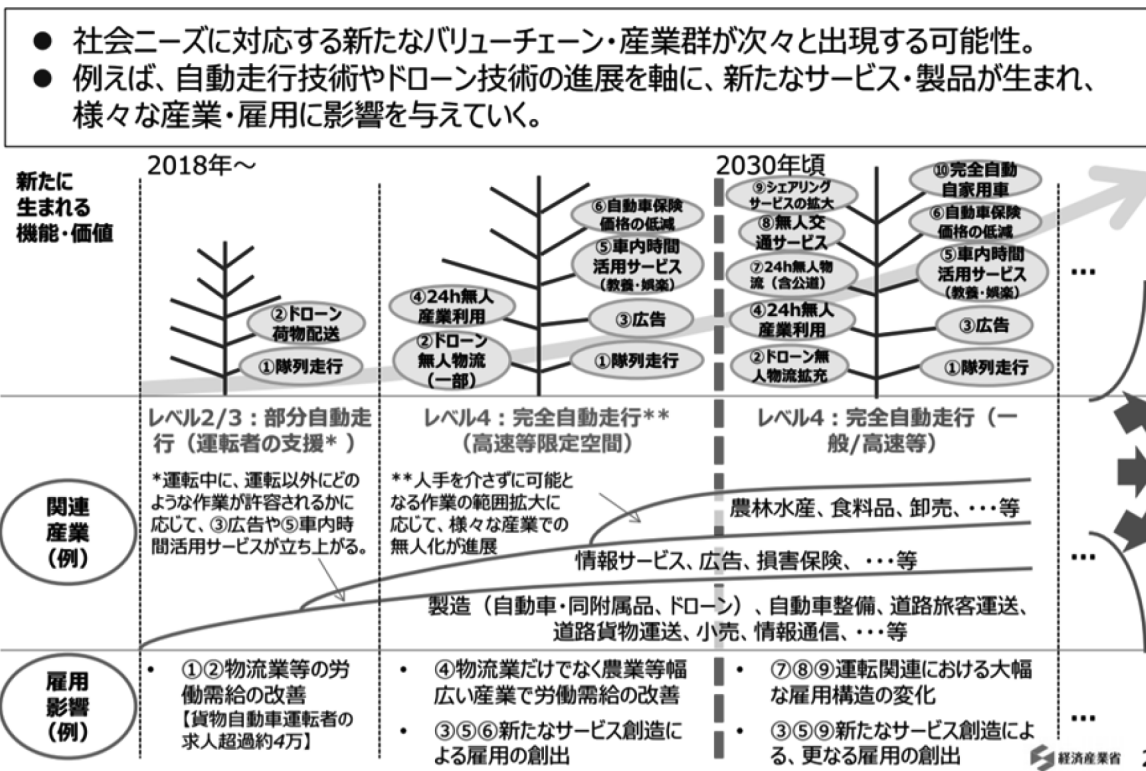 ● 社会ニーズに対応する新たなバリューチェーン・産業群が次々と出現する可能性。
● 例えば、自動走行技術やドローン技術の進展を軸に、新たなサービス・製品が生まれ、
様々な産業・雇用に影響を与えていく。
新たに
生まれる
機能・価値
2018年～
②ドローン
荷物配送
①隊列走行
⑥自動車保険
価格の低減
⑤車内時間
活用サービス
(教養・娯楽)
④24h無人
産業利用
③広告
②ドローン
無人物流
(一部)
①隊列走行
2030年頃
⑨シェアリング
サービスの拡大
⑩完全自動
自家用車
⑧無人交
通サービス
⑥自動車保険
価格の低減
⑦24h無人物
流（含公道）
⑤車内時間
活用サービス
(教養・娯楽)
④24h無人
産業利用
③広告
②ドローン無
人物流拡充
①隊列走行
…
レベル2/3：部分自動走
行（運転者の支援*）
レベル4：完全自動走行**
（高速等限定空間）
レベル4：完全自動走行（一
般/高速等）
関連
産業
(例)
*運転中に、運転以外にどの
ような作業が許容されるかに
応じて、③広告や⑤車内時
間活用サービスが立ち上がる。
**人手を介さずに可能と
なる作業の範囲拡大に
応じて、様々な産業での
無人化が進展
農林水産、食料品、卸売、・・・等
情報サービス、広告、損害保険、・・・等
製造（自動車・同附属品、ドローン）、自動車整備、道路旅客運送、
道路貨物運送、小売、情報通信、・・・等
…
雇用
影響
(例)
• ①②物流業等の労
働需給の改善
【貨物自動車運転者の
求人超過約4万】
• ④物流業だけでなく農業等幅
広い産業で労働需給の改善
• ③⑤⑥新たなサービス創造に
よる雇用の創出
• ⑦⑧⑨運転関連における大幅
な雇用構造の変化
• ③⑤⑨新たなサービス創造によ
る、更なる雇用の創出
…
経済産業省